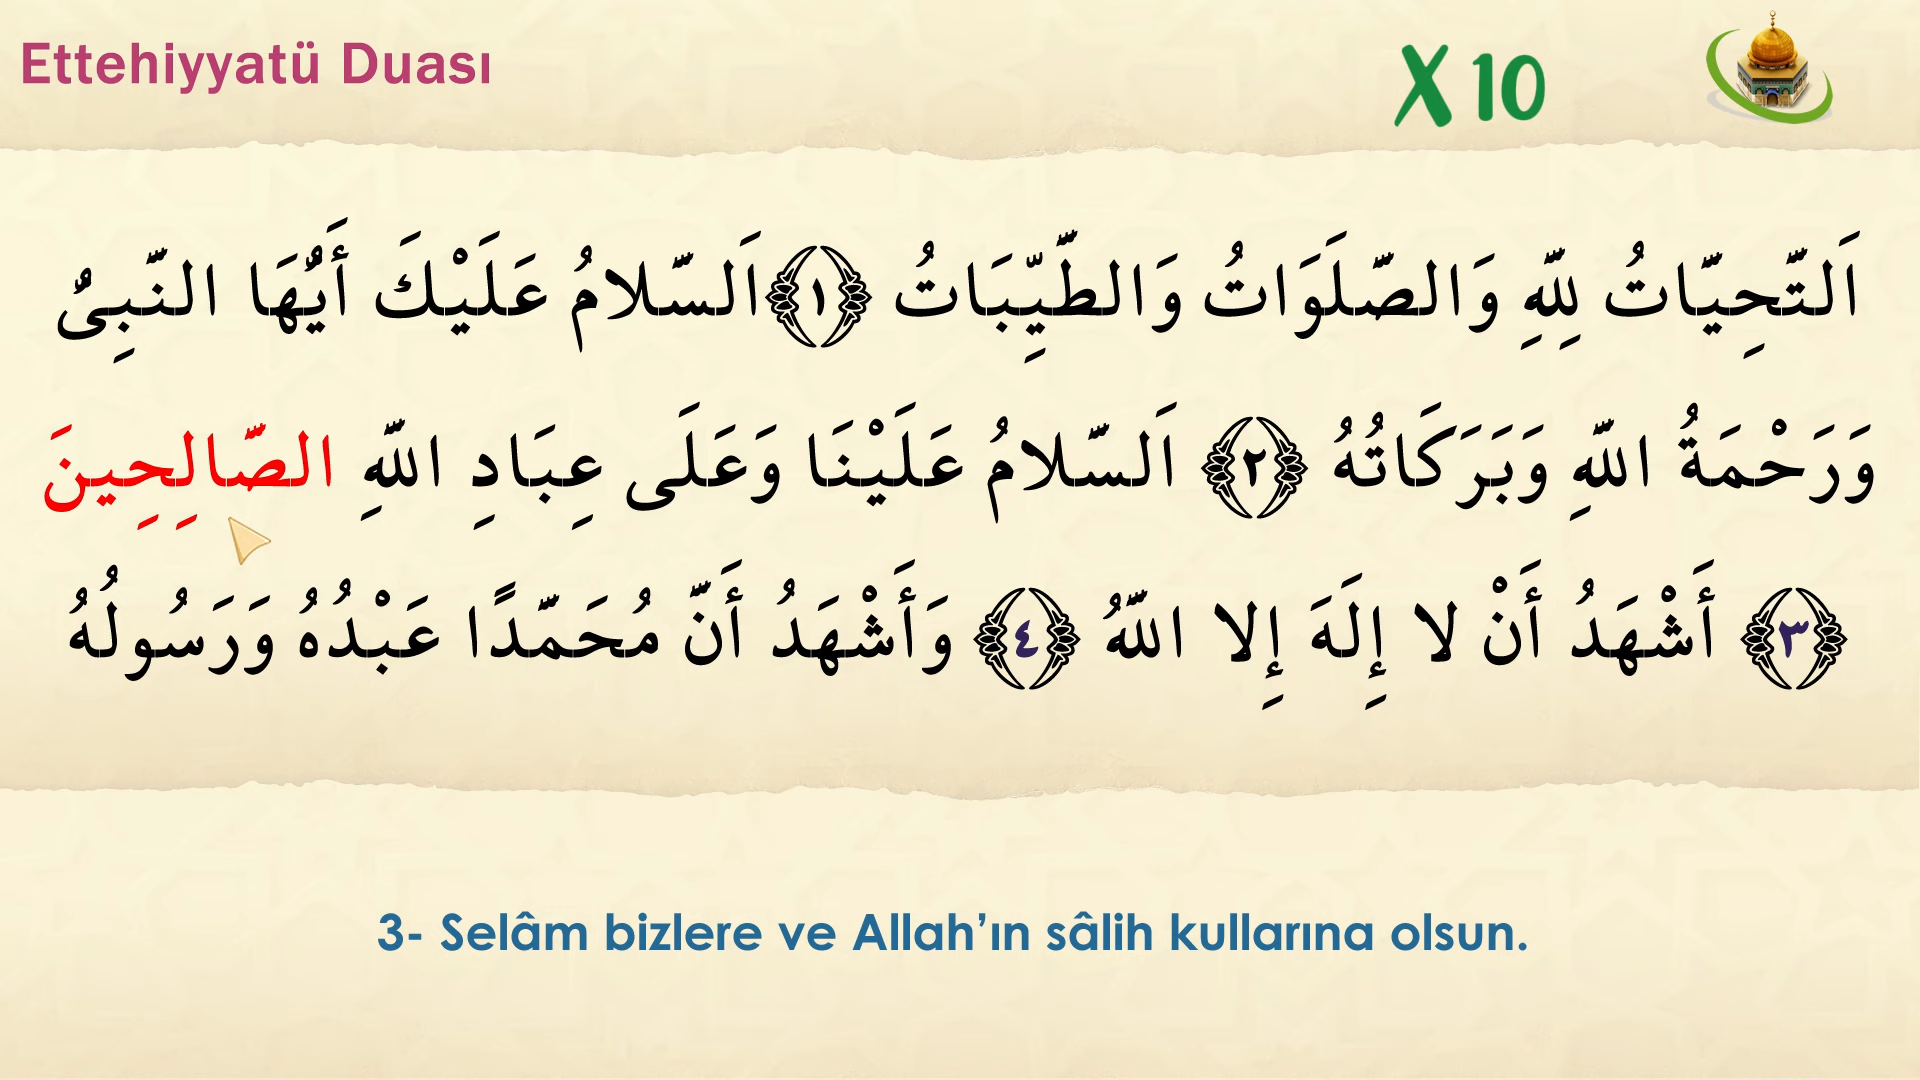 Ettehiyyatü Duası
X 10
اَلتَّحِيَّاتُ لِلّٰهِ وَالصَّلَوَاتُ وَالطَّيِّبَاتُ ﴿١﴾ اَلسَّلامُ عَلَيْكَ أَيُّهَا النَّبِىُّ
وَرَحْمَةُ اللّٰهِ وَبَرَكَاتُهُ ﴿٢﴾ اَلسَّلامُ عَلَيْنَا وَعَلَى عِبَادِ اللّٰهِ الصَّالِحِينَ
﴿٣﴾ أَشْهَدُ أَنْ لا إِلَهَ إِلا اللّٰهُ ﴿٤﴾ وَأَشْهَدُ أَنَّ مُحَمَّدًا عَبْدُهُ وَرَسُولُهُ
3- Selâm bizlere ve Allah’ın sâlih kullarına olsun.